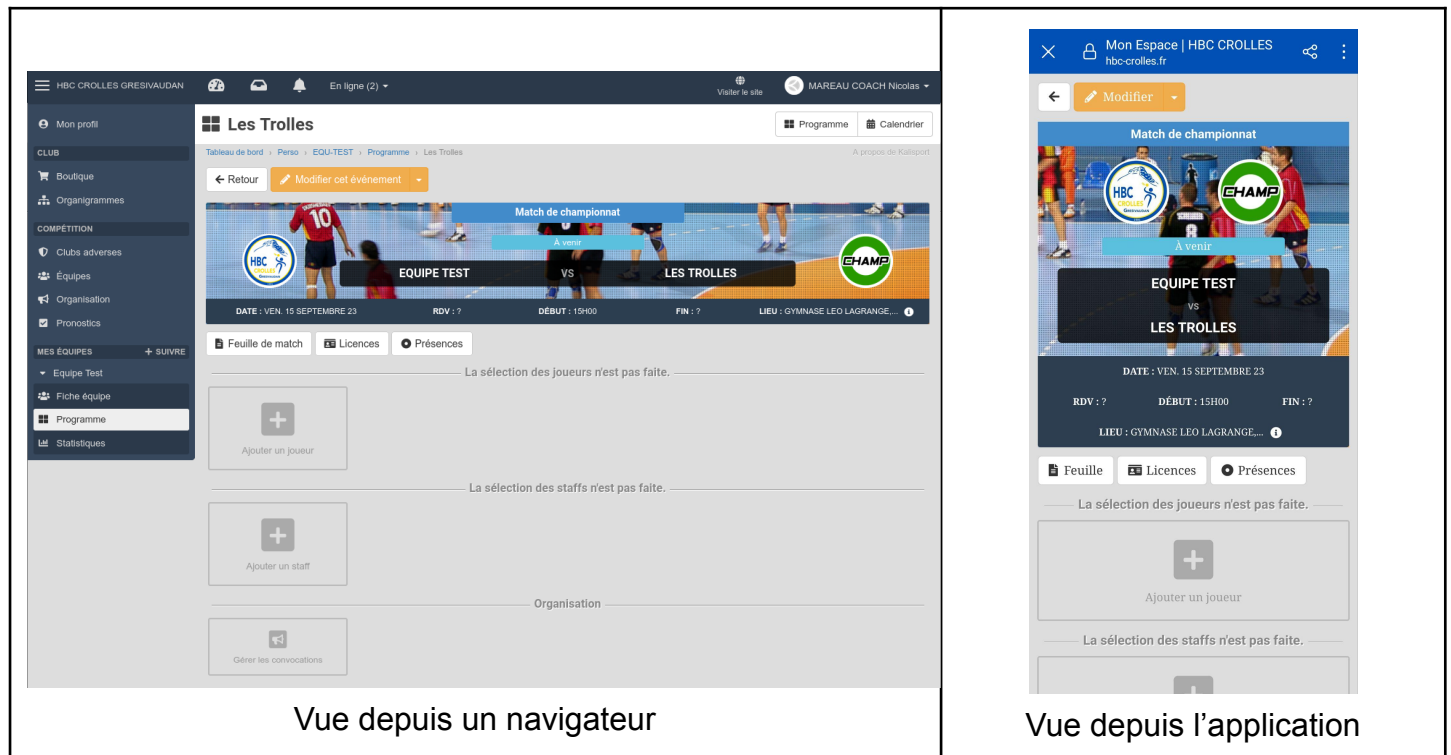 HBC CROLLES GRESIVAUDAN
En ligne (2)
Visiter le site
MAREAU COACH Nicolas
Mon profil
CLUB
Boutique
Organigrammes
COMPÉTITION
Clubs adverses
Équipes
Organisation
Pronostics
MES ÉQUIPES + SUIVRE
Equipe Test
Fiche équipe
Programme
Statistiques
Les Trolles
Programme
Calendrier
Tableau de bord › Perso › EQU-TEST › Programme › Les Trolles
A propos de Kalisport
Retour
Modifier cet événement
Match de championnat
10
À venir
8
HBC
CROLLES
GRESIVAUDAN
EQUIPE TEST
VS
LES TROLLES
CHAMP
DATE : VEN. 15 SEPTEMBRE 23
RDV : ?
DÉBUT : 15H00
FIN : ?
LIEU : GYMNASE LEO LAGRANGE,...
Feuille de match
Licences
Présences
La sélection des joueurs n'est pas faite.
Ajouter un joueur
La sélection des staffs n'est pas faite.
Ajouter un staff
Organisation
Gérer les convocations
Vue depuis un navigateur
Mon Espace | HBC CROLLES
hbc-crolles.fr
Modifier
Match de championnat
HBC
CROLLES
GRESIVAUDAN
CHAMP
8
À venir
EQUIPE TEST
VS
LES TROLLES
DATE : VEN. 15 SEPTEMBRE 23
RDV : ?
DÉBUT : 15H00
FIN : ?
LIEU : GYMNASE LEO LAGRANGE,...
Feuille
Licences
Présences
La sélection des joueurs n'est pas faite.
Ajouter un joueur
La sélection des staffs n'est pas faite.
Vue depuis l'application